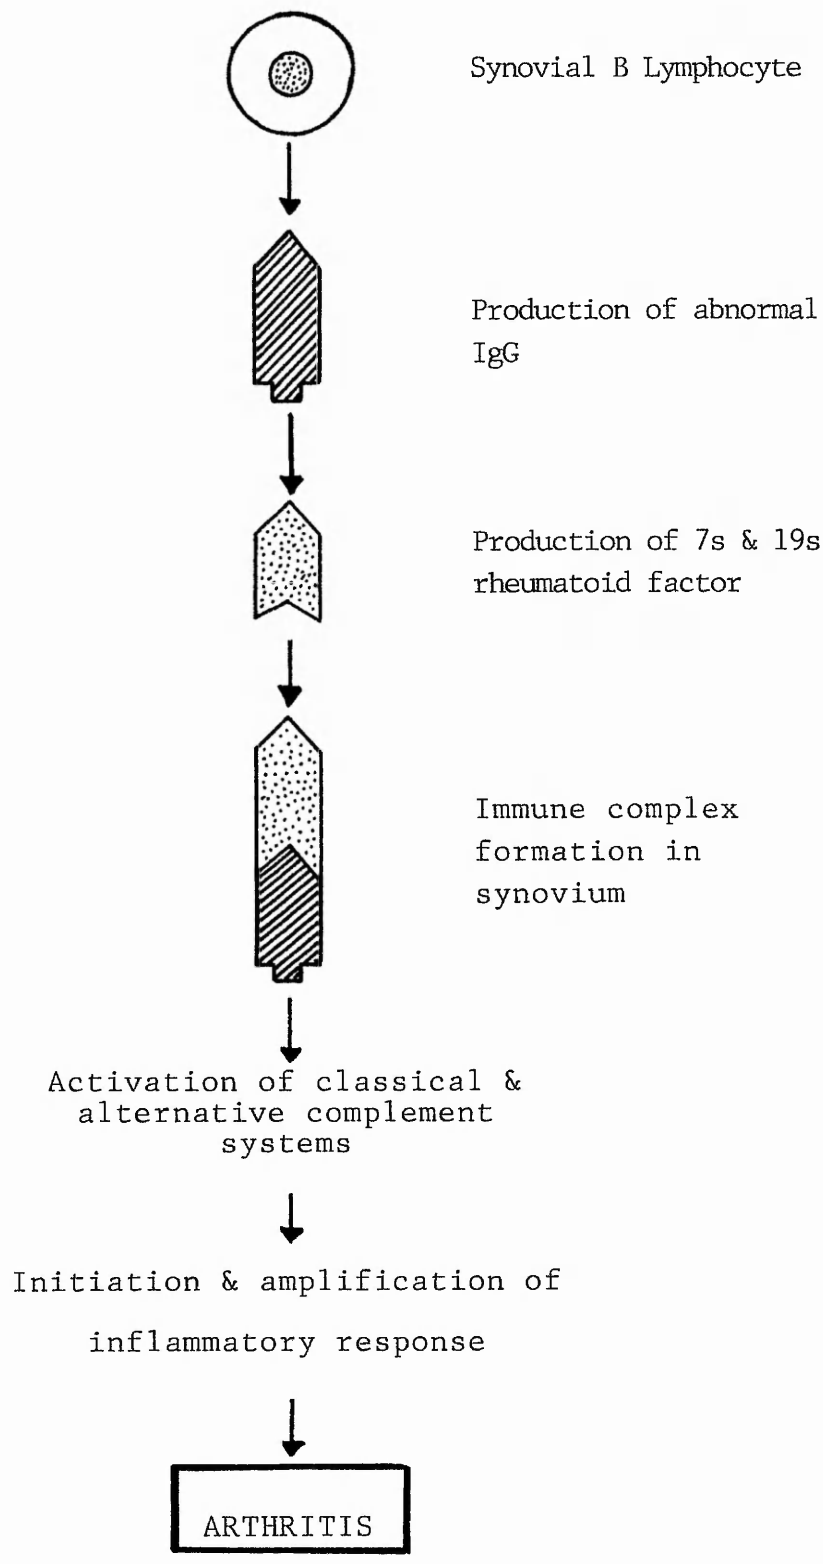 Synovial B Lymphocyte
Production of abnormal
IgG
Production of 7s & 19s
rheumatoid factor
Immune complex
formation in
synovium
Activation of classical &
alternative complement
systems
Initiation & amplification of
inflammatory response
ARTHRITIS